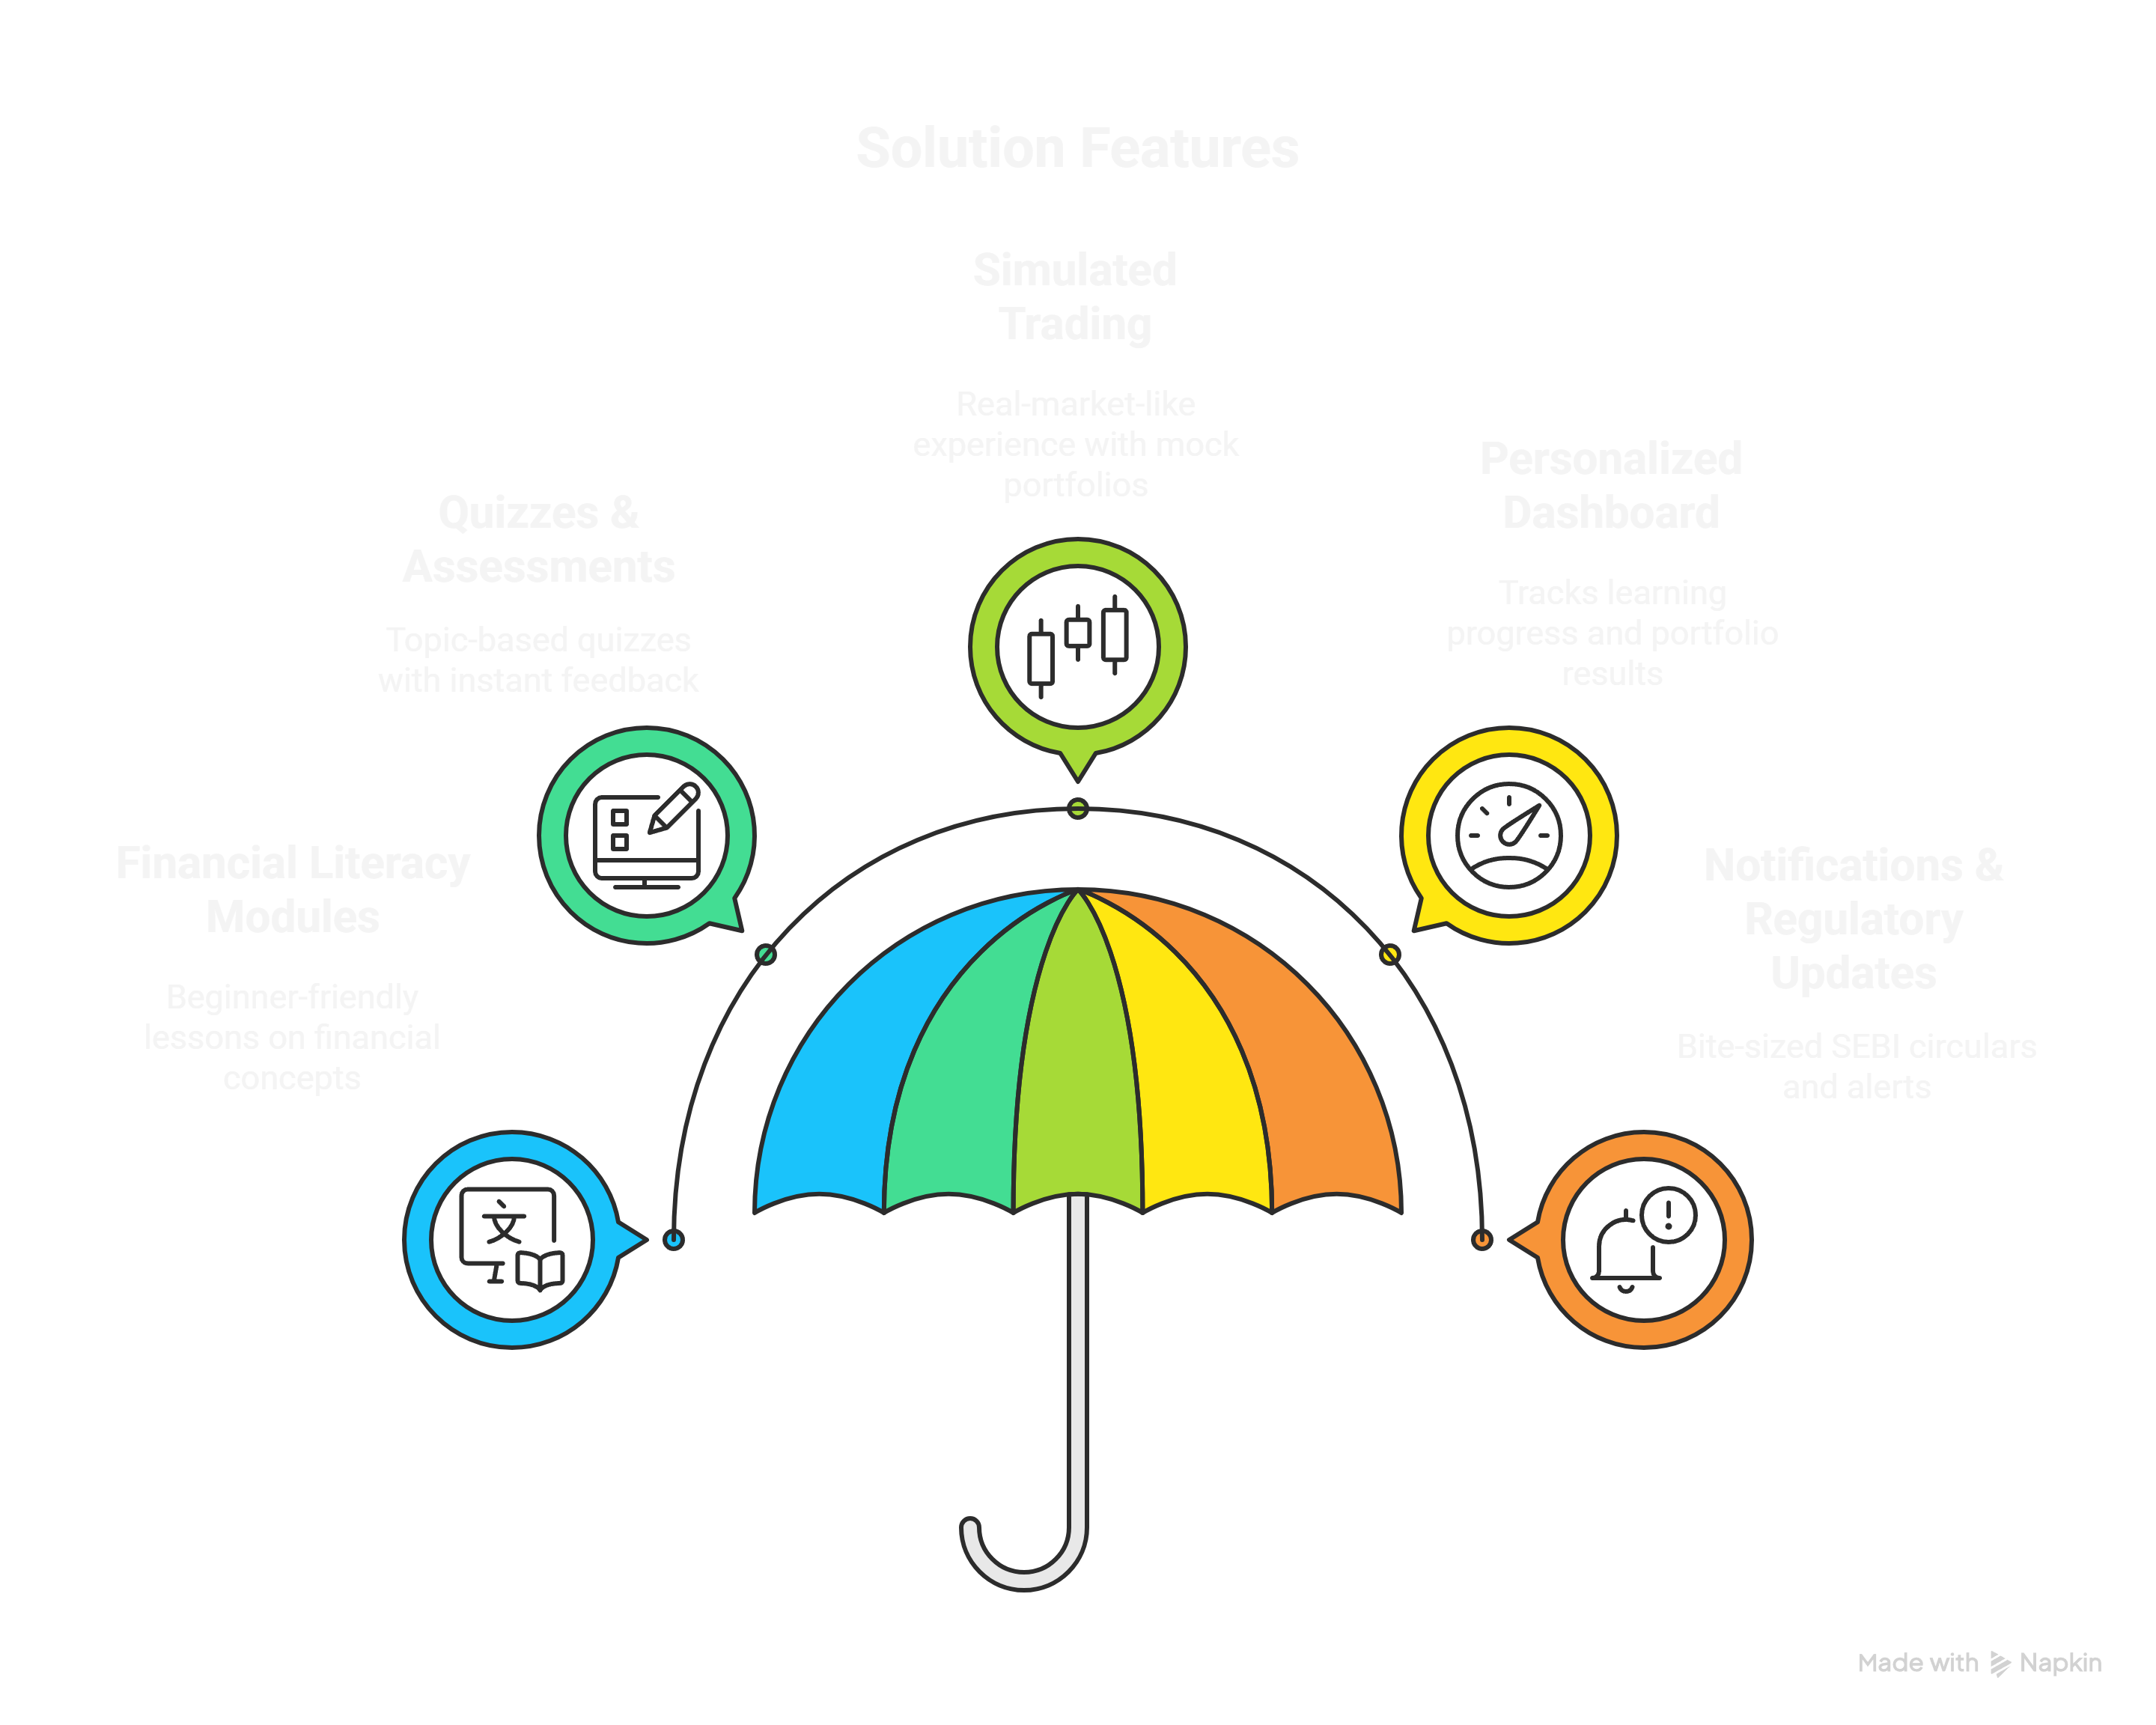 Solution Features
Simulated
Trading
Real-market-like
experience with mock
portfolios
Personalized
Dashboard
Tracks learning
progress and portfolio
results
Quizzes &
Assessments
Topic-based quizzes
with instant feedback
Financial Literacy
Modules
Beginner-friendly
lessons on financial
concepts
Notifications &
Regulatory
Updates
Bite-sized SEBI circulars
and alerts
Made with Napkin